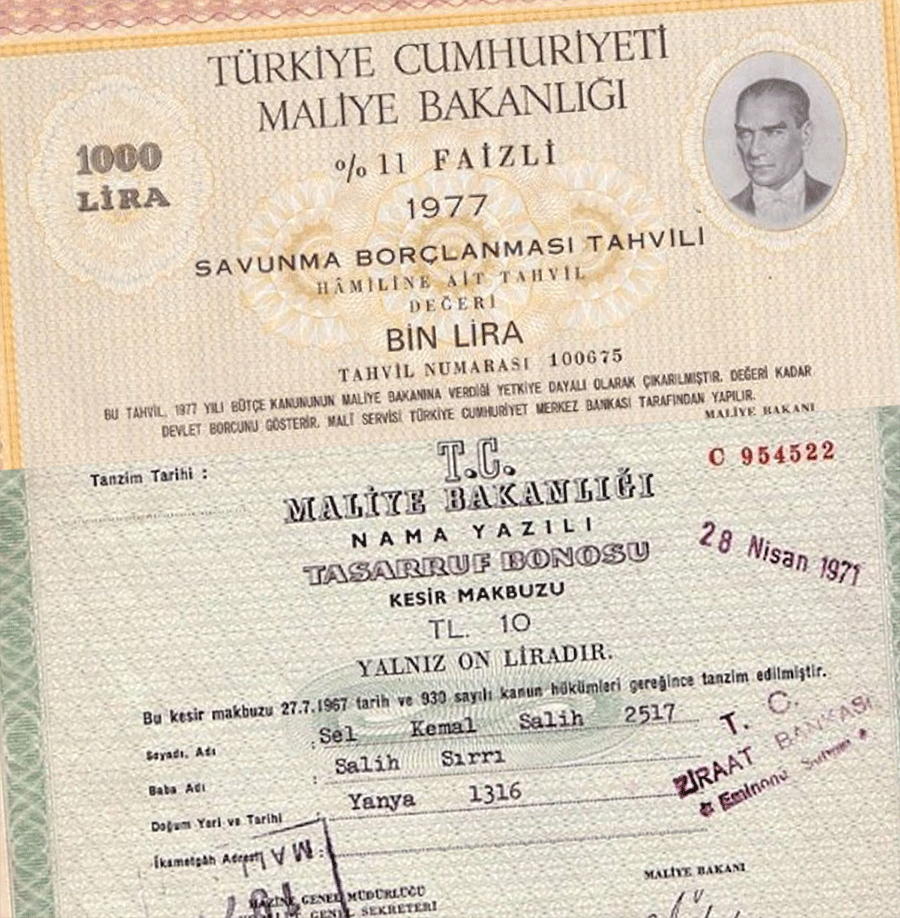 TÜRKİYE CUMHURİYETİ
MALİYE BAKANLIĞI
1000
LİRA
% 11 FAİZLİ
1977
SAVUNMA BORÇLANMASI TAHVİLİ
HÂMİLİNE AİT TAHVİL
DEĞERİ
BİN LİRA
TAHVİL NUMARASI 100675
BU TAHVİL, 1977 YILI BÜTÇE KANUNUNUN MALİYE BAKANINA VERDİĞİ YETKİYE DAYALI OLARAK ÇIKARILMIŞTIR. DEĞERİ KADAR
DEVLET BORCUNU GÖSTERİR. MALÎ SERVİSİ TÜRKİYE CUMHURİYET MERKEZ BANKASI TARAFINDAN YAPILIR.
MALİYE BAKANI
Tanzim Tarihi :
T.C.
C 954522
MALİYE BAKANLIĞI
NAMA YAZILI
28 Nisan 1971
TASARRUF BONOSU
KESİR MAKBUZU
TL. 10
YALNIZ ON LİRADIR.
Bu kesir makbuzu 27.7.1967 tarih ve 930 sayılı kanun hükümleri gereğince tanzim edilmiştir.
Soyadı, Adı : Sel Kemal Salih 2517
T. C.
ZİRAAT BANKASI
Eminönü
Baba Adı : Salih Sırrı
Doğum Yeri ve Tarihi : Yanya 1316
İkametgâh Adresi :
MALİYE BAKANI
HAZİNE GENEL MÜDÜRLÜĞÜ
GENEL SEKRETERİ